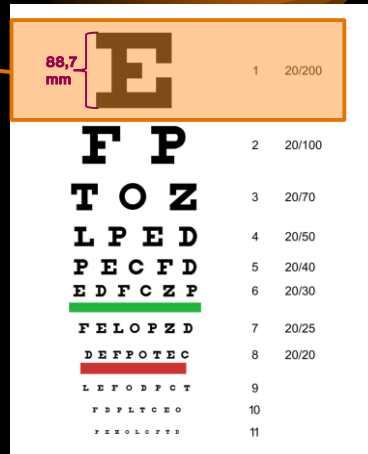 88,7
mm
E 1 20/200
F P 2 20/100
T O Z 3 20/70
L P E D 4 20/50
P E C F D 5 20/40
E D F C Z P 6 20/30
F E L O P Z D 7 20/25
D E F P O T E C 8 20/20
L E F O D P C T 9
F D P L T C E O 10
P E Z O L C F T D 11